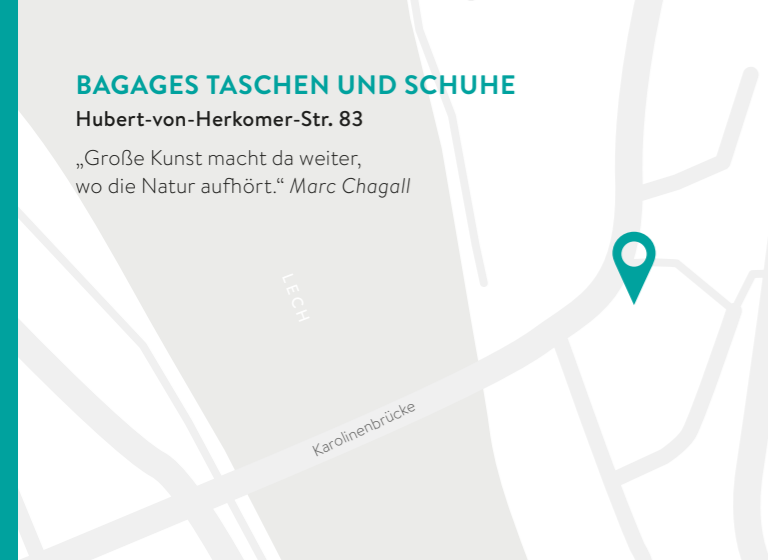 BAGAGES TASCHEN UND SCHUHE
Hubert-von-Herkomer-Str. 83
„Große Kunst macht da weiter,
wo die Natur aufhört.“ Marc Chagall
LECH
Karolinenbrücke